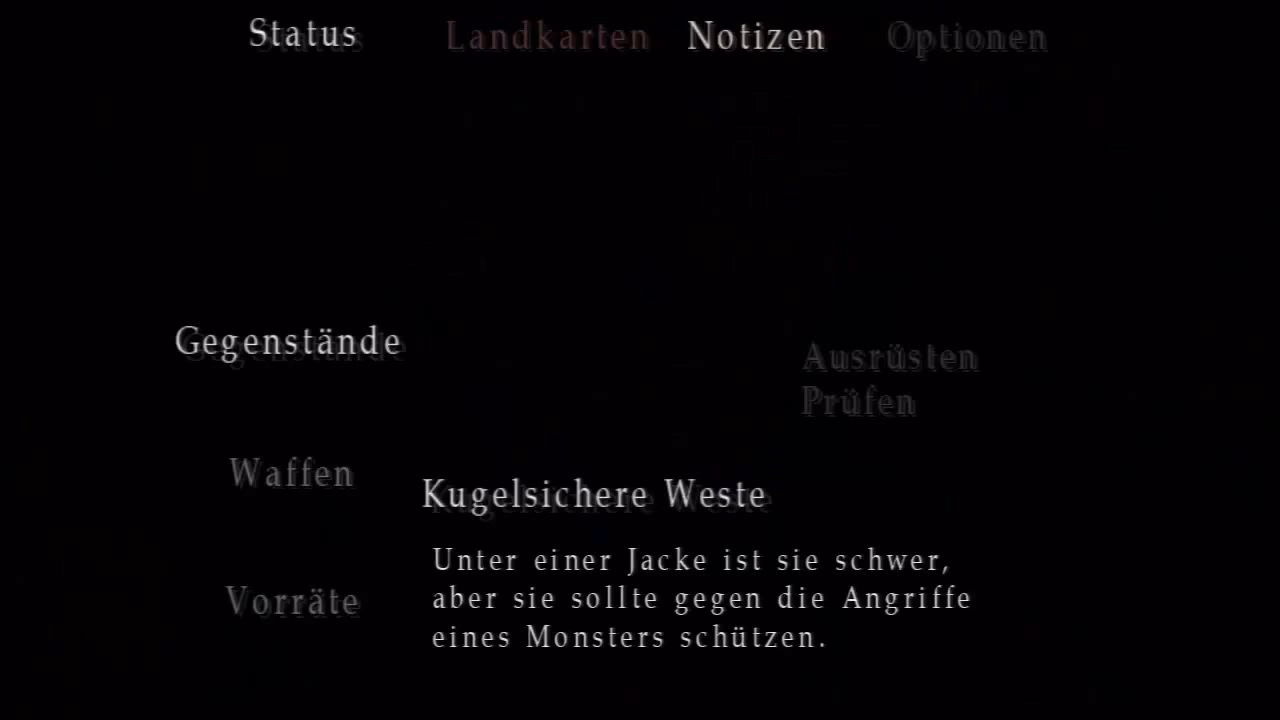 Status Landkarten Notizen Optionen
Gegenstände
Ausrüsten
Prüfen
Waffen
Kugelsichere Weste
Unter einer Jacke ist sie schwer,
aber sie sollte gegen die Angriffe
eines Monsters schützen.
Vorräte